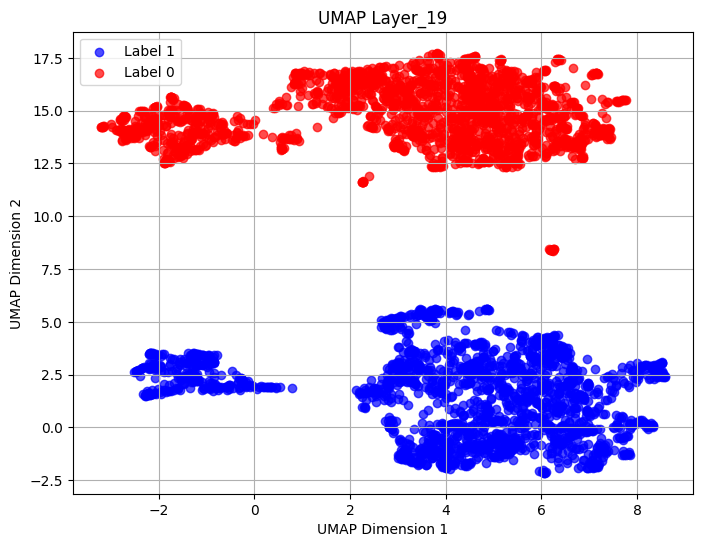 UMAP Layer_19
Label 1
Label 0
17.5
15.0
12.5
10.0
7.5
5.0
2.5
0.0
−2.5
UMAP Dimension 2
−2 0 2 4 6 8
UMAP Dimension 1